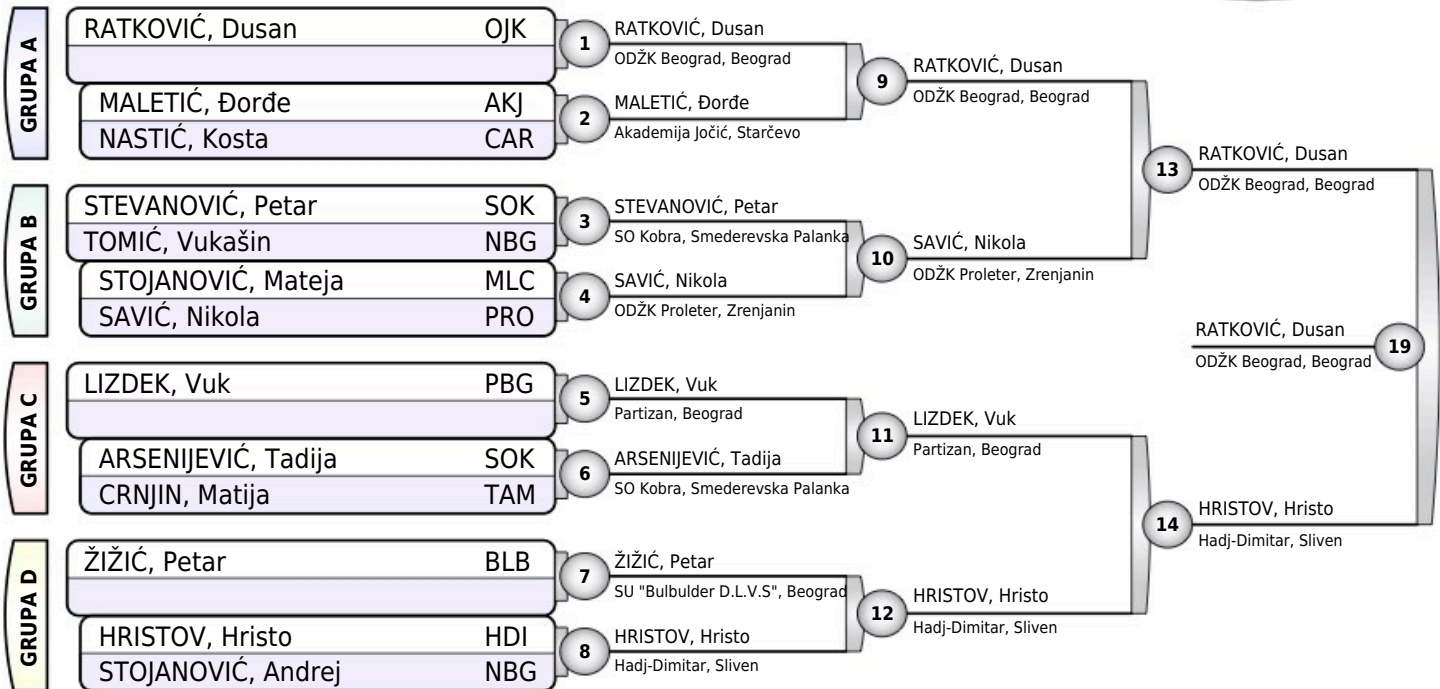 GRUPA A
RATKOVIĆ, Dusan OJK
MALETIĆ, Đorđe AKJ
NASTIĆ, Kosta CAR
GRUPA B
STEVANOVIĆ, Petar SOK
TOMIĆ, Vukašin NBG
STOJANOVIĆ, Mateja MLC
SAVIĆ, Nikola PRO
GRUPA C
LIZDEK, Vuk PBG
ARSENIJEVIĆ, Tadija SOK
CRNJIN, Matija TAM
GRUPA D
ŽIŽIĆ, Petar BLB
HRISTOV, Hristo HDI
STOJANOVIĆ, Andrej NBG
1
RATKOVIĆ, Dusan
ODŽK Beograd, Beograd
2
MALETIĆ, Đorđe
Akademija Jočić, Starčevo
3
STEVANOVIĆ, Petar
SO Kobra, Smederevska Palanka
4
SAVIĆ, Nikola
ODŽK Proleter, Zrenjanin
5
LIZDEK, Vuk
Partizan, Beograd
6
ARSENIJEVIĆ, Tadija
SO Kobra, Smederevska Palanka
7
ŽIŽIĆ, Petar
SU "Bulbulder D.L.V.S", Beograd
8
HRISTOV, Hristo
Hadj-Dimitar, Sliven
9
RATKOVIĆ, Dusan
ODŽK Beograd, Beograd
10
SAVIĆ, Nikola
ODŽK Proleter, Zrenjanin
11
LIZDEK, Vuk
Partizan, Beograd
12
HRISTOV, Hristo
Hadj-Dimitar, Sliven
13
RATKOVIĆ, Dusan
ODŽK Beograd, Beograd
14
HRISTOV, Hristo
Hadj-Dimitar, Sliven
RATKOVIĆ, Dusan
ODŽK Beograd, Beograd
19